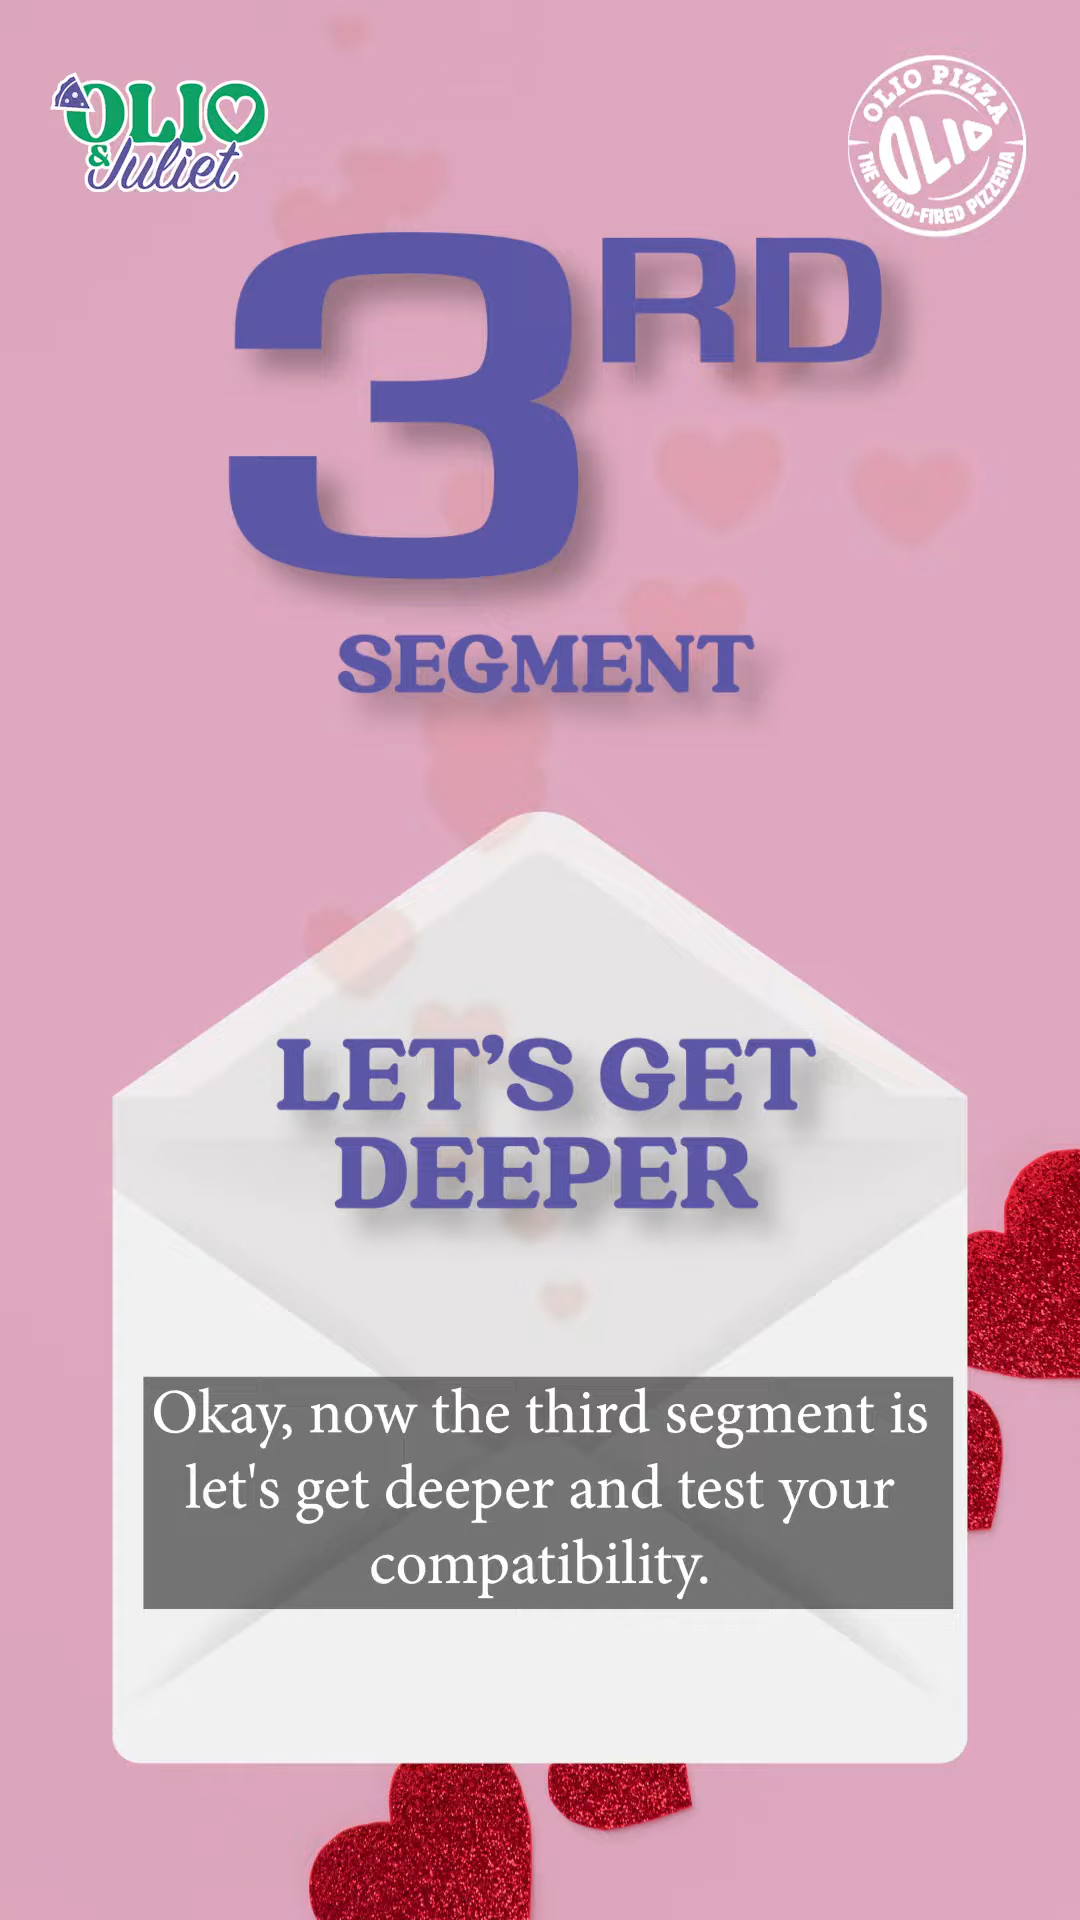 OLIO
& Juliet
OLIO PIZZA
OLIO
THE WOOD-FIRED PIZZERIA
3RD
SEGMENT
LET'S GET
DEEPER
Okay, now the third segment is
let's get deeper and test your
compatibility.